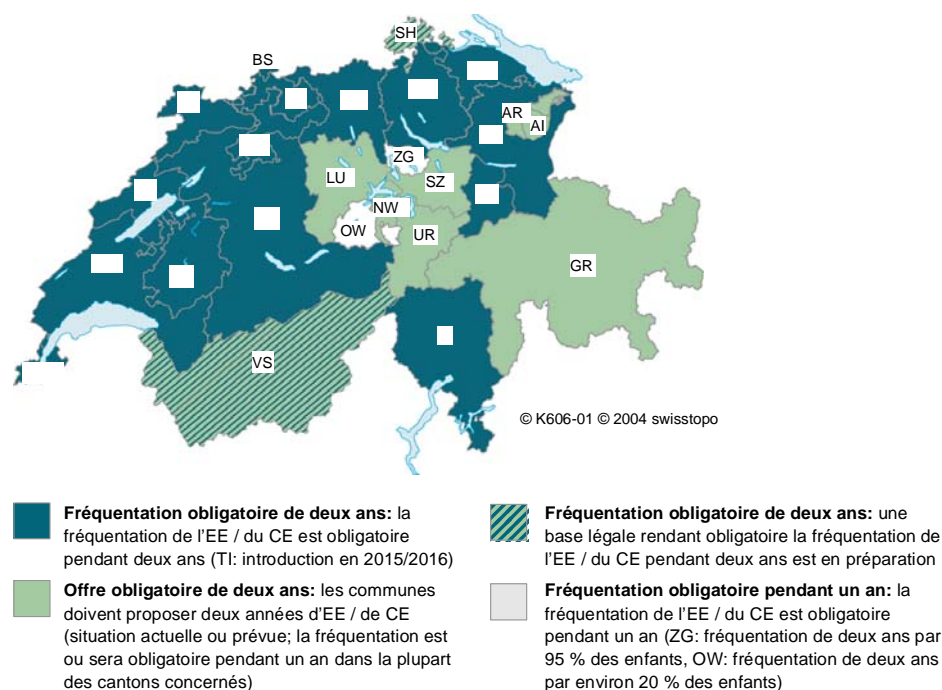 SH
BS
AR
AI
ZG
LU
SZ
NW
OW
UR
GR
VS
© K606-01 © 2004 swisstopo
Fréquentation obligatoire de deux ans: la
fréquentation de l'EE / du CE est obligatoire
pendant deux ans (TI: introduction en 2015/2016)
Offre obligatoire de deux ans: les communes
doivent proposer deux années d'EE / de CE
(situation actuelle ou prévue; la fréquentation est
ou sera obligatoire pendant un an dans la plupart
des cantons concernés)
Fréquentation obligatoire de deux ans: une
base légale rendant obligatoire la fréquentation de
l'EE / du CE pendant deux ans est en préparation
Fréquentation obligatoire pendant un an: la
fréquentation de l'EE / du CE est obligatoire
pendant un an (ZG: fréquentation de deux ans par
95 % des enfants, OW: fréquentation de deux ans
par environ 20 % des enfants)